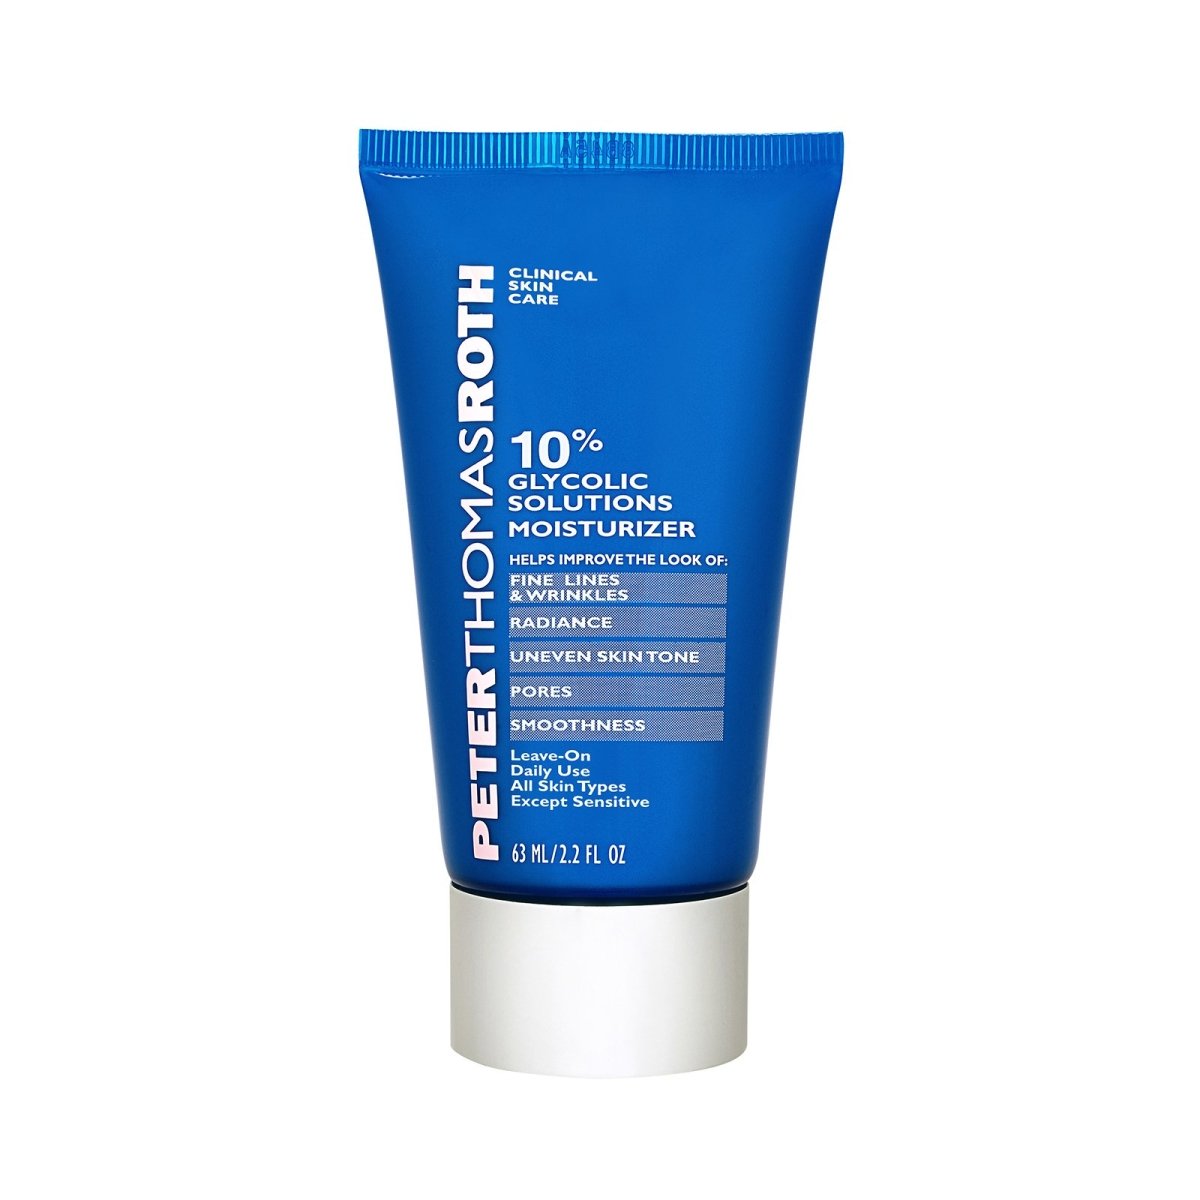 PETERTHOMASROTH
CLINICAL
SKIN
CARE
10%
GLYCOLIC
SOLUTIONS
MOISTURIZER
HELPS IMPROVE THE LOOK OF:
FINE LINES
& WRINKLES
RADIANCE
UNEVEN SKIN TONE
PORES
SMOOTHNESS
Leave-On
Daily Use
All Skin Types
Except Sensitive
63 ML/2.2 FL OZ